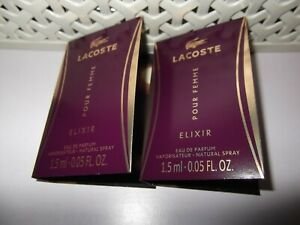 LACOSTE
POUR FEMME
ELIXIR
EAU DE PARFUM
VAPORISATEUR - NATURAL SPRAY
1.5 ml - 0.05 FL. OZ.
LACOSTE
POUR FEMME
ELIXIR
EAU DE PARFUM
VAPORISATEUR - NATURAL SPRAY
1.5 ml - 0.05 FL. OZ.